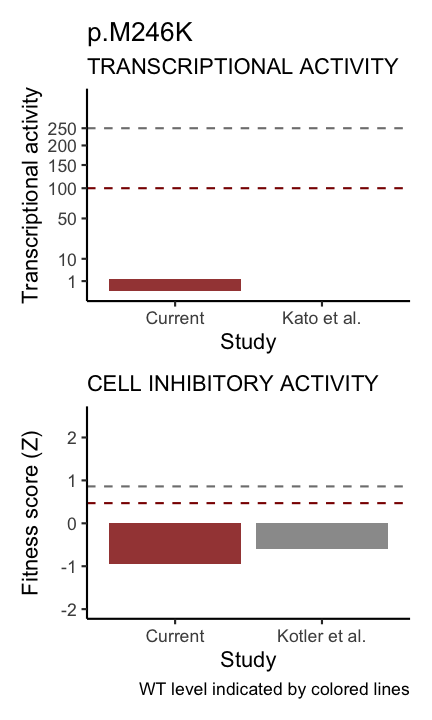 p.M246K
TRANSCRIPTIONAL ACTIVITY
Transcriptional activity
250
200
150
100
50
10
1
Current
Kato et al.
Study
CELL INHIBITORY ACTIVITY
Fitness score (Z)
2
1
0
-1
-2
Current
Kotler et al.
Study
WT level indicated by colored lines